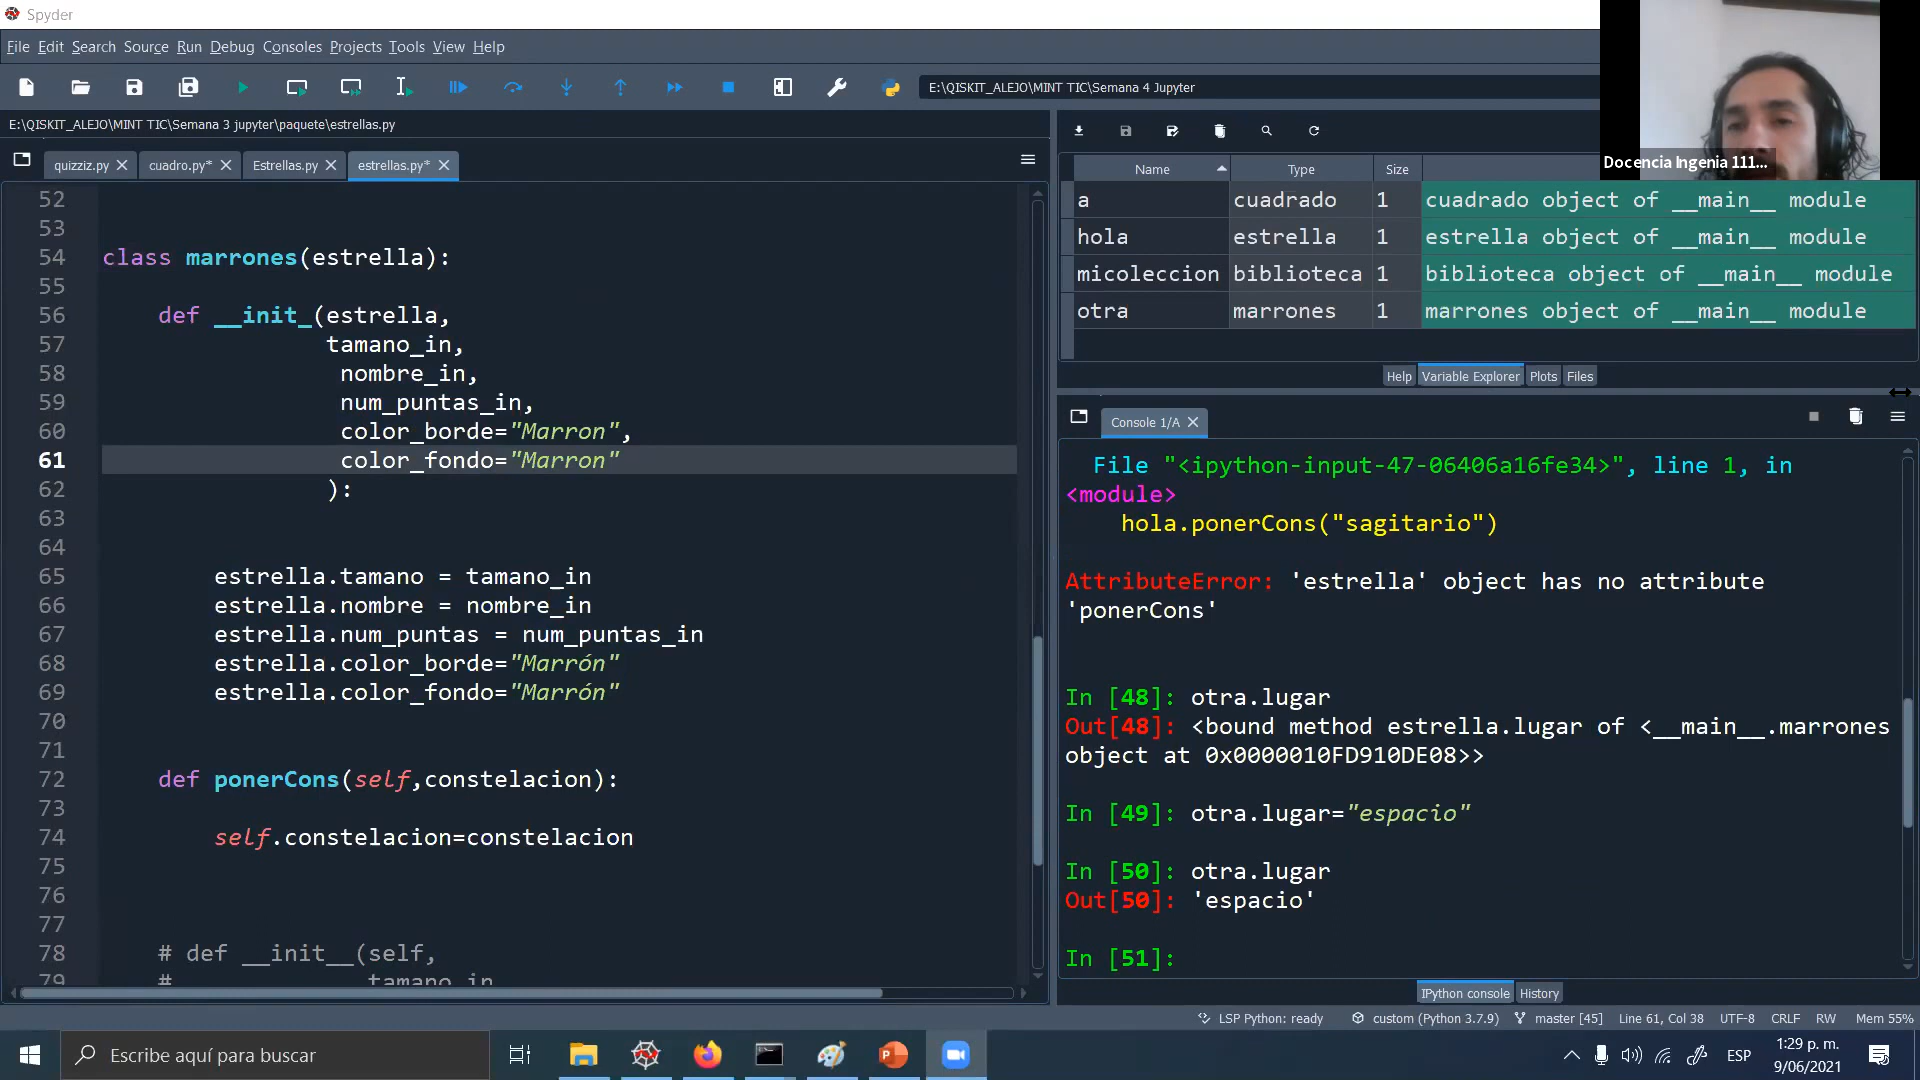 Spyder
File Edit Search Source Run Debug Consoles Projects Tools View Help
E:\QISKIT_ALEJO\MINT TIC\Semana 4 Jupyter
E:\QISKIT_ALEJO\MINT TIC\Semana 3 jupyter\paquete\estrellas.py
quizziz.py cuadro.py* Estrellas.py estrellas.py*
52
53
54 class marrones(estrella):
55
56 def __init_(estrella,
57 tamano_in,
58 nombre_in,
59 num_puntas_in,
60 color_borde="Marron",
61 color_fondo="Marron"
62 ):
63
64
65 estrella.tamano = tamano_in
66 estrella.nombre = nombre_in
67 estrella.num_puntas = num_puntas_in
68 estrella.color_borde="Marrón"
69 estrella.color_fondo="Marrón"
70
71
72 def ponerCons(self,constelacion):
73
74 self.constelacion=constelacion
75
76
77
78 # def __init__(self,
79 # tamano_in
Docencia Ingenia 111...
Name Type Size
a cuadrado 1 cuadrado object of __main__ module
hola estrella 1 estrella object of __main__ module
micoleccion biblioteca 1 biblioteca object of __main__ module
otra marrones 1 marrones object of __main__ module
Help Variable Explorer Plots Files
Console 1/A
File "<ipython-input-47-06406a16fe34>", line 1, in
<module>
hola.ponerCons("sagitario")
AttributeError: 'estrella' object has no attribute
'ponerCons'
In [48]: otra.lugar
Out[48]: <bound method estrella.lugar of <__main__.marrones
object at 0x0000010FD910DE08>>
In [49]: otra.lugar="espacio"
In [50]: otra.lugar
Out[50]: 'espacio'
In [51]:
IPython console History
LSP Python: ready custom (Python 3.7.9) master [45] Line 61, Col 38 UTF-8 CRLF RW Mem 55%
Escribe aquí para buscar
ESP
1:29 p. m.
9/06/2021